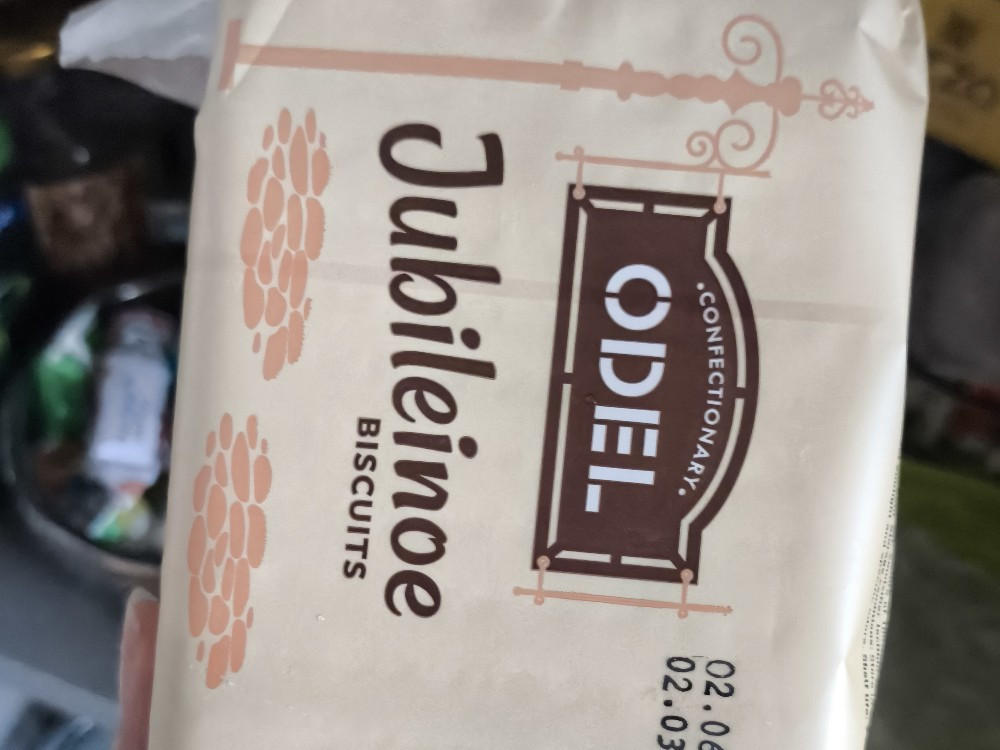 .CONFECTIONARY.
ODEL
Jubileinoe
BISCUITS
02.06
02.03